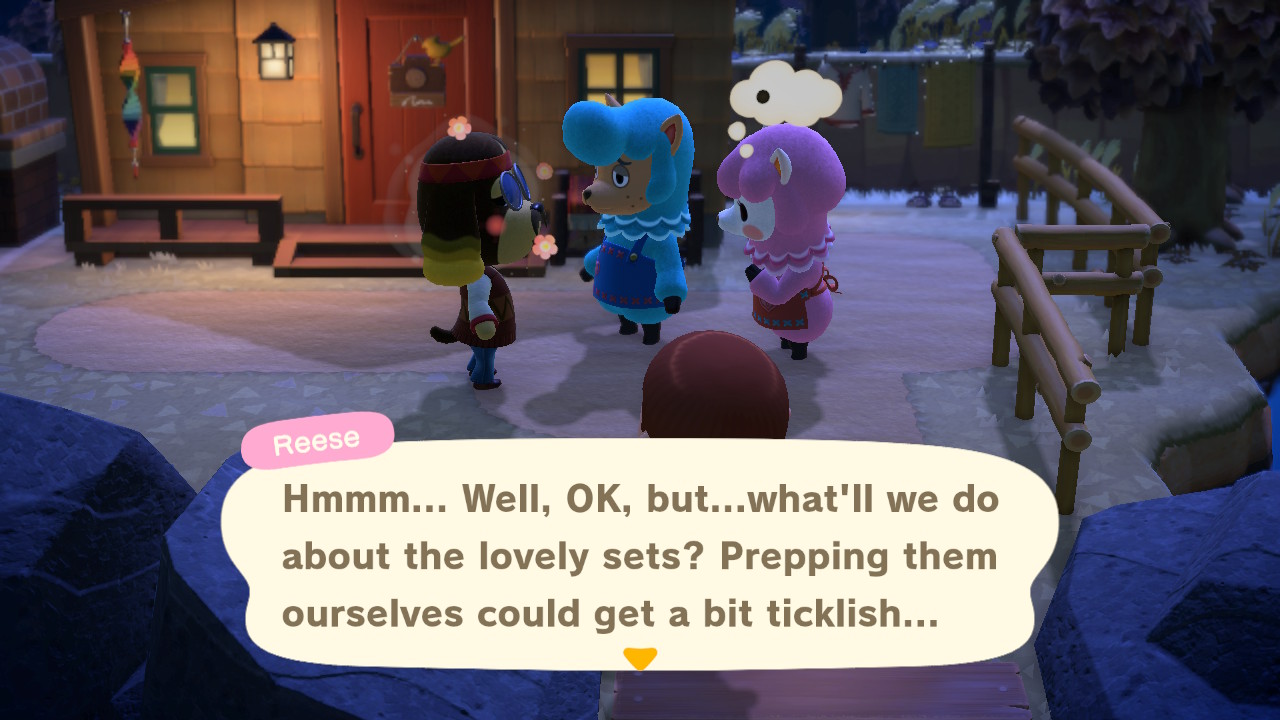 Reese
Hmmm... Well, OK, but...what'll we do
about the lovely sets? Prepping them
ourselves could get a bit ticklish...